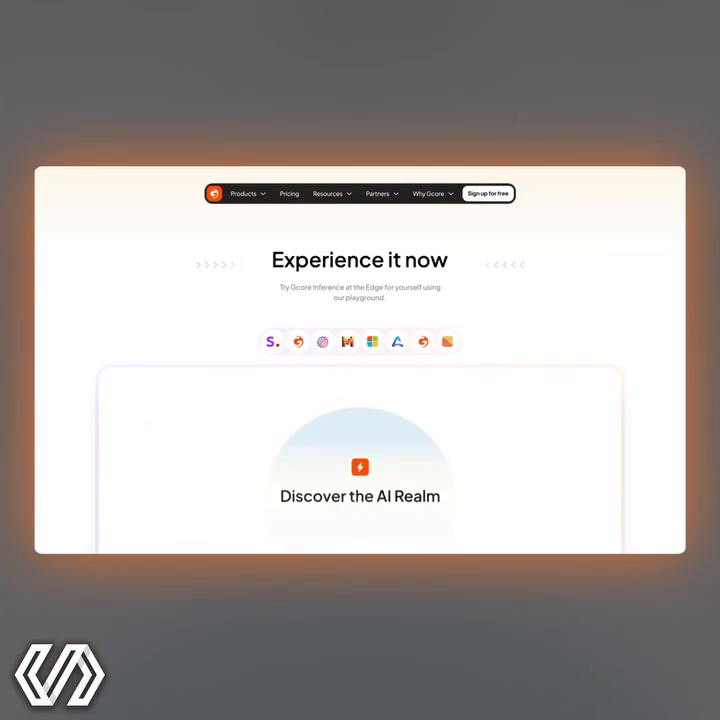 Products Pricing Resources Partners Why Gcore Sign up for free
Experience it now
Try Gcore Inference at the Edge for yourself using
our playground.
S.
Discover the AI Realm